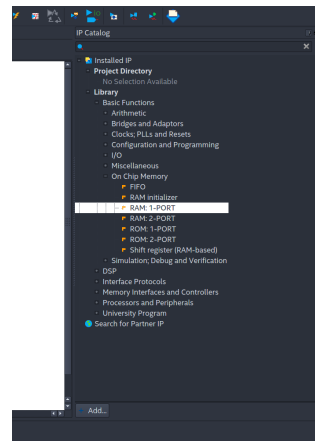 IP Catalog
Installed IP
Project Directory
No Selection Available
Library
Basic Functions
Arithmetic
Bridges and Adaptors
Clocks; PLLs and Resets
Configuration and Programming
I/O
Miscellaneous
On Chip Memory
FIFO
RAM initializer
RAM: 1-PORT
RAM: 2-PORT
ROM: 1-PORT
ROM: 2-PORT
Shift register (RAM-based)
Simulation; Debug and Verification
DSP
Interface Protocols
Memory Interfaces and Controllers
Processors and Peripherals
University Program
Search for Partner IP
Add...